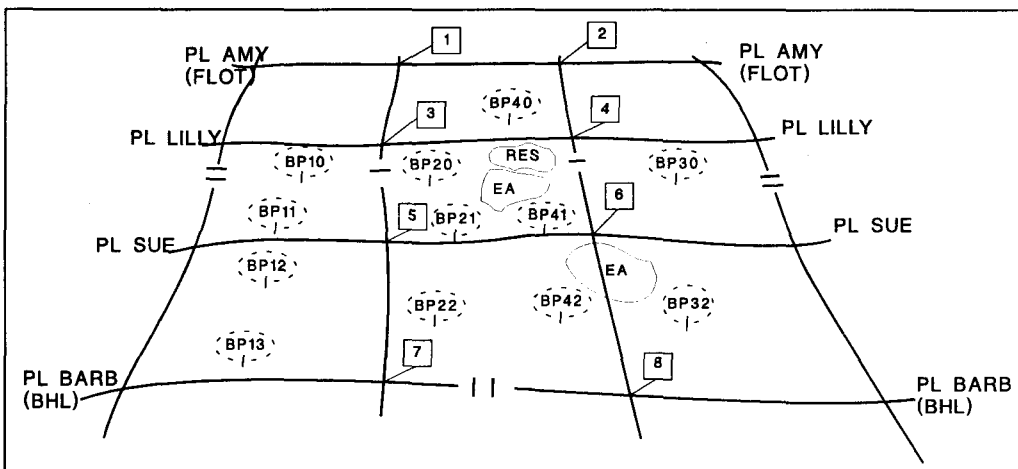 1
2
PL AMY
(FLOT)
PL AMY
(FLOT)
BP40
3
4
PL LILLY
PL LILLY
BP10
BP20
RES
BP30
EA
BP11
5
BP21
BP41
6
PL SUE
PL SUE
BP12
EA
BP22
BP42
BP32
BP13
7
8
PL BARB
(BHL)
PL BARB
(BHL)